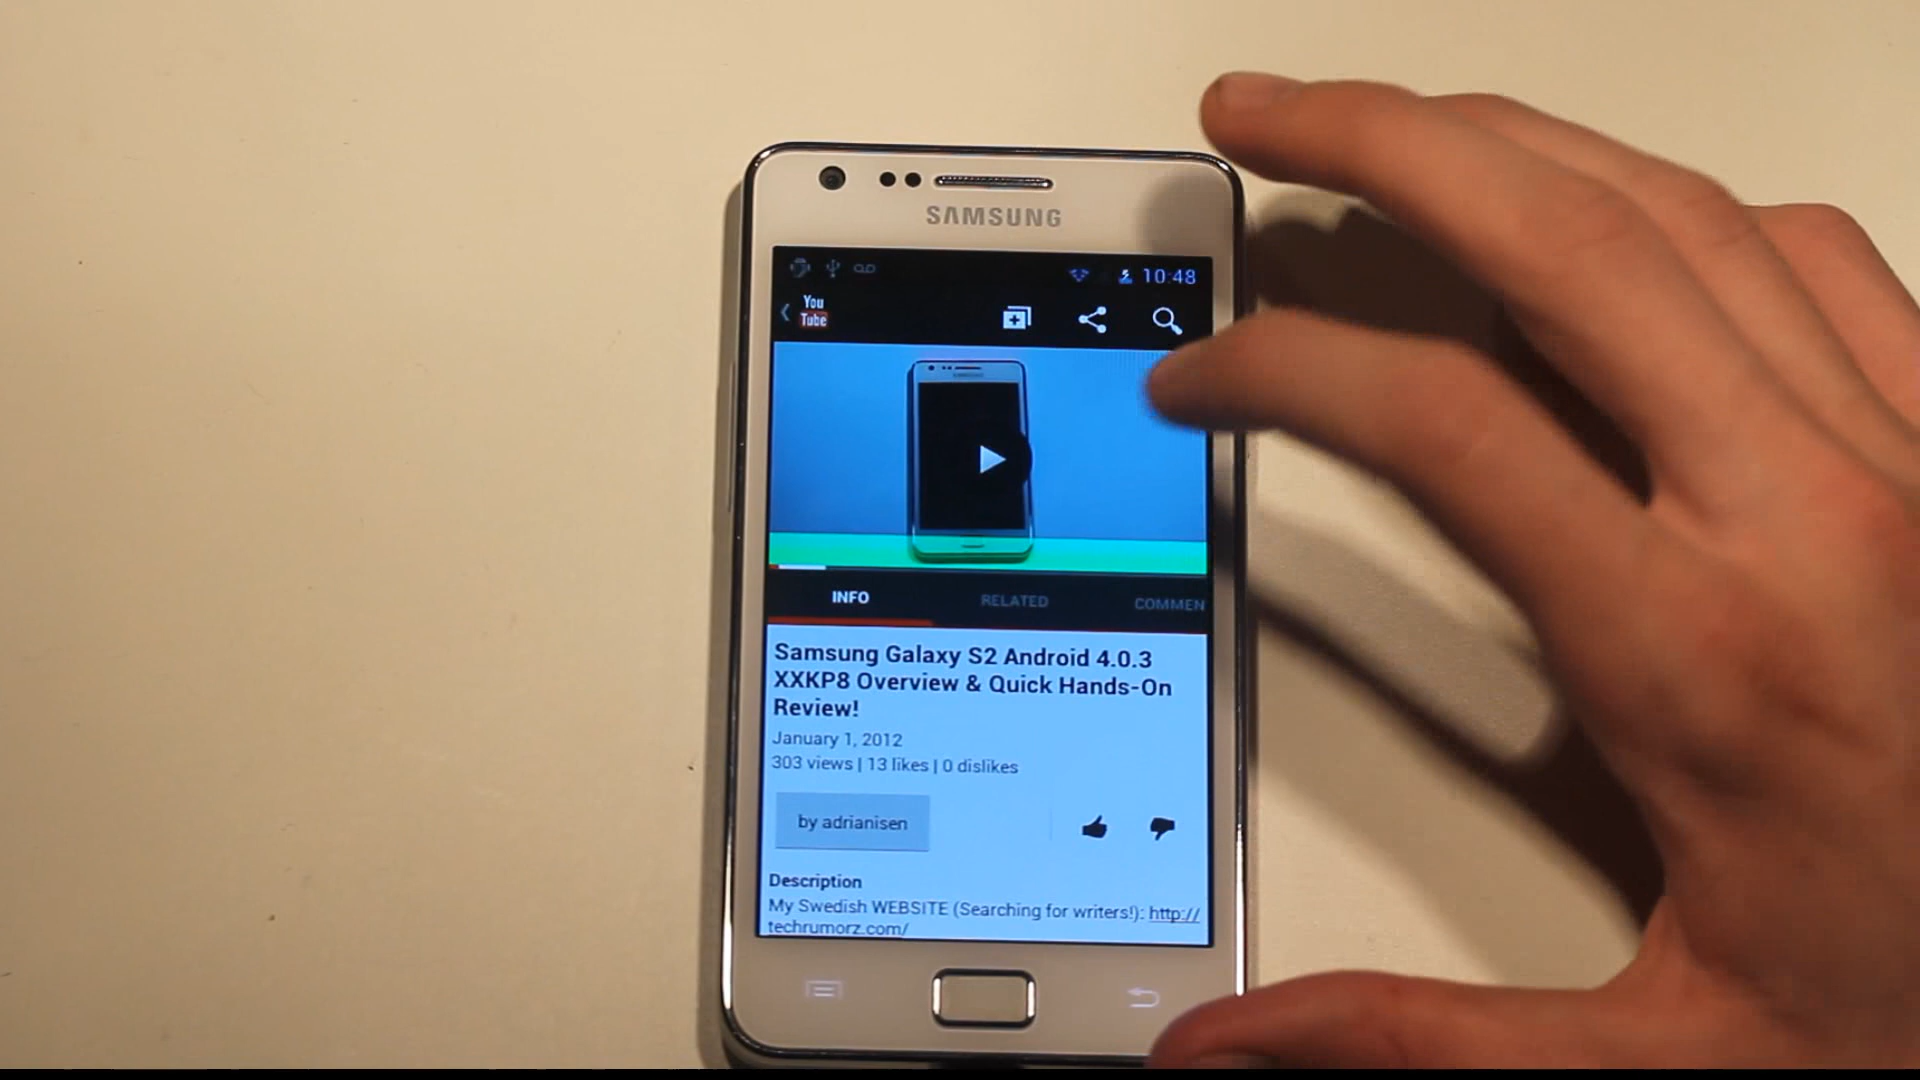 SAMSUNG
10:48
You
Tube
SAMSUNG
INFO
RELATED
COMMEN
Samsung Galaxy S2 Android 4.0.3
XXKP8 Overview & Quick Hands-On
Review!
January 1, 2012
303 views | 13 likes | 0 dislikes
by adrianisen
Description
My Swedish WEBSITE (Searching for writers!): http://
techrumorz.com/